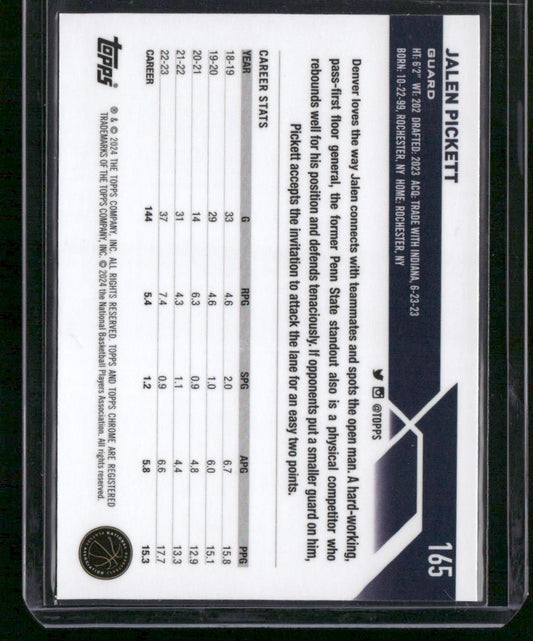 JALEN PICKETT
165
GUARD
HT: 6'2" WT: 202 DRAFTED: 2023 ACQ: TRADE WITH INDIANA, 6-23-23
BORN: 10-22-99, ROCHESTER, NY HOME: ROCHESTER, NY
@TOPPS
Denver loves the way Jalen connects with teammates and spots the open man. A hard-working,
pass-first floor general, the former Penn State standout also is a physical competitor who
rebounds well for his position and defends tenaciously. If opponents put a smaller guard on him,
Pickett accepts the invitation to attack the lane for an easy two points.
CAREER STATS
YEAR G RPG SPG APG PPG
18-19 33 4.6 2.0 6.7 15.8
19-20 29 4.6 1.0 6.0 15.1
20-21 14 6.3 0.9 4.8 12.9
21-22 31 4.3 1.1 4.4 13.3
22-23 37 7.4 0.9 6.6 17.7
CAREER 144 5.4 1.2 5.8 15.3
topps
® & © 2024 THE TOPPS COMPANY, INC. ALL RIGHTS RESERVED. TOPPS AND TOPPS CHROME ARE REGISTERED
TRADEMARKS OF THE TOPPS COMPANY, INC. © 2024 the National Basketball Players Association. All rights reserved.